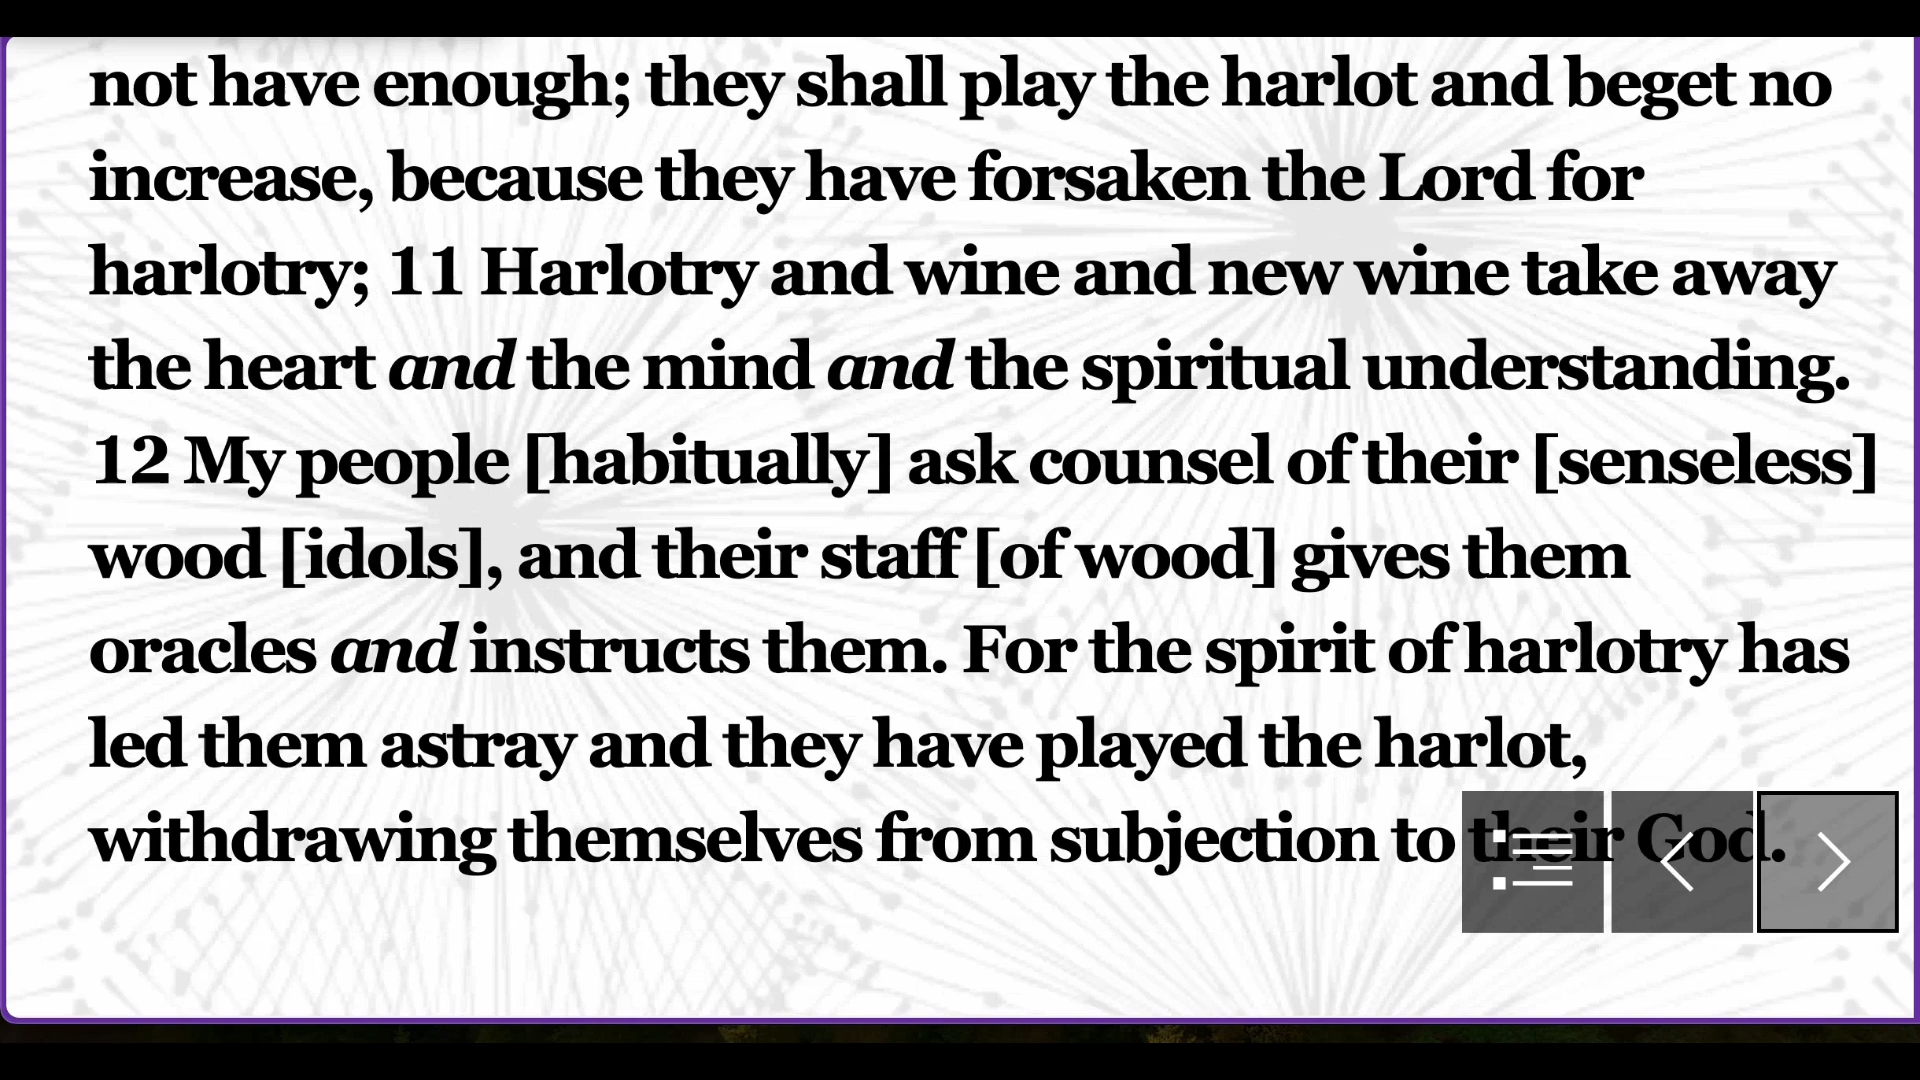 not have enough; they shall play the harlot and beget no
increase, because they have forsaken the Lord for
harlotry; 11 Harlotry and wine and new wine take away
the heart and the mind and the spiritual understanding.
12 My people [habitually] ask counsel of their [senseless]
wood [idols], and their staff [of wood] gives them
oracles and instructs them. For the spirit of harlotry has
led them astray and they have played the harlot,
withdrawing themselves from subjection to their God.